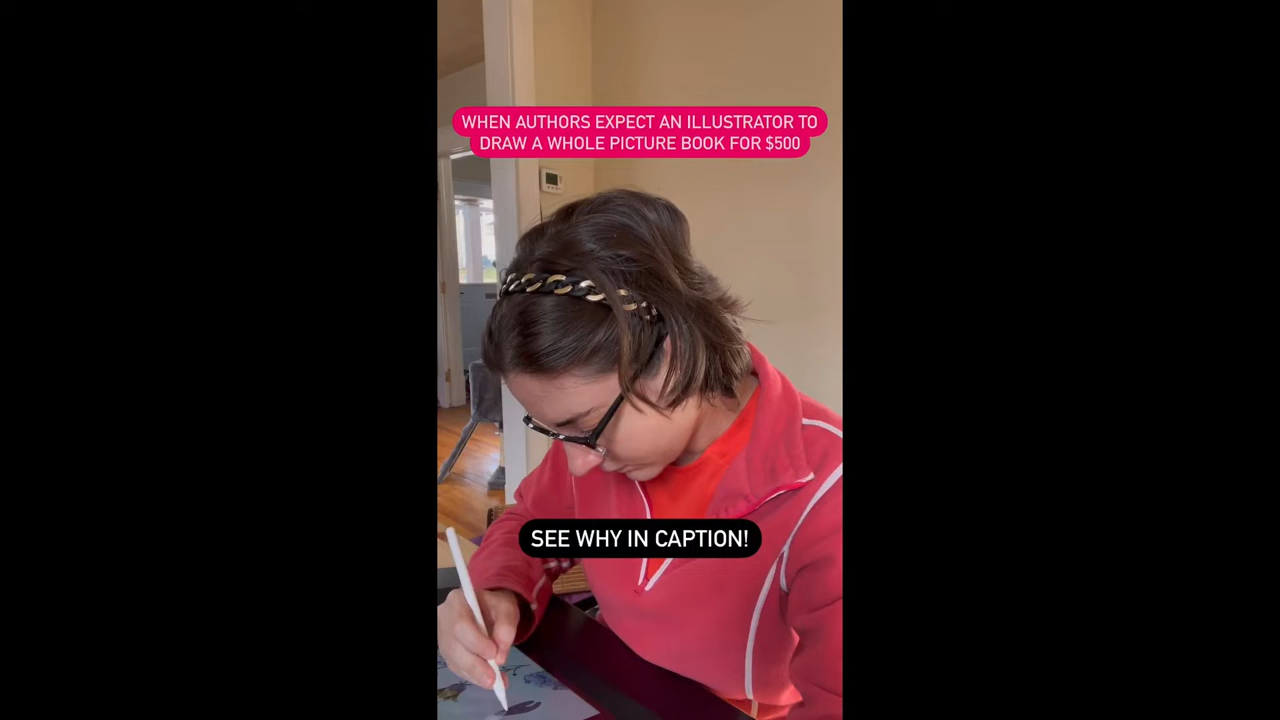 WHEN AUTHORS EXPECT AN ILLUSTRATOR TO
DRAW A WHOLE PICTURE BOOK FOR $500
SEE WHY IN CAPTION!